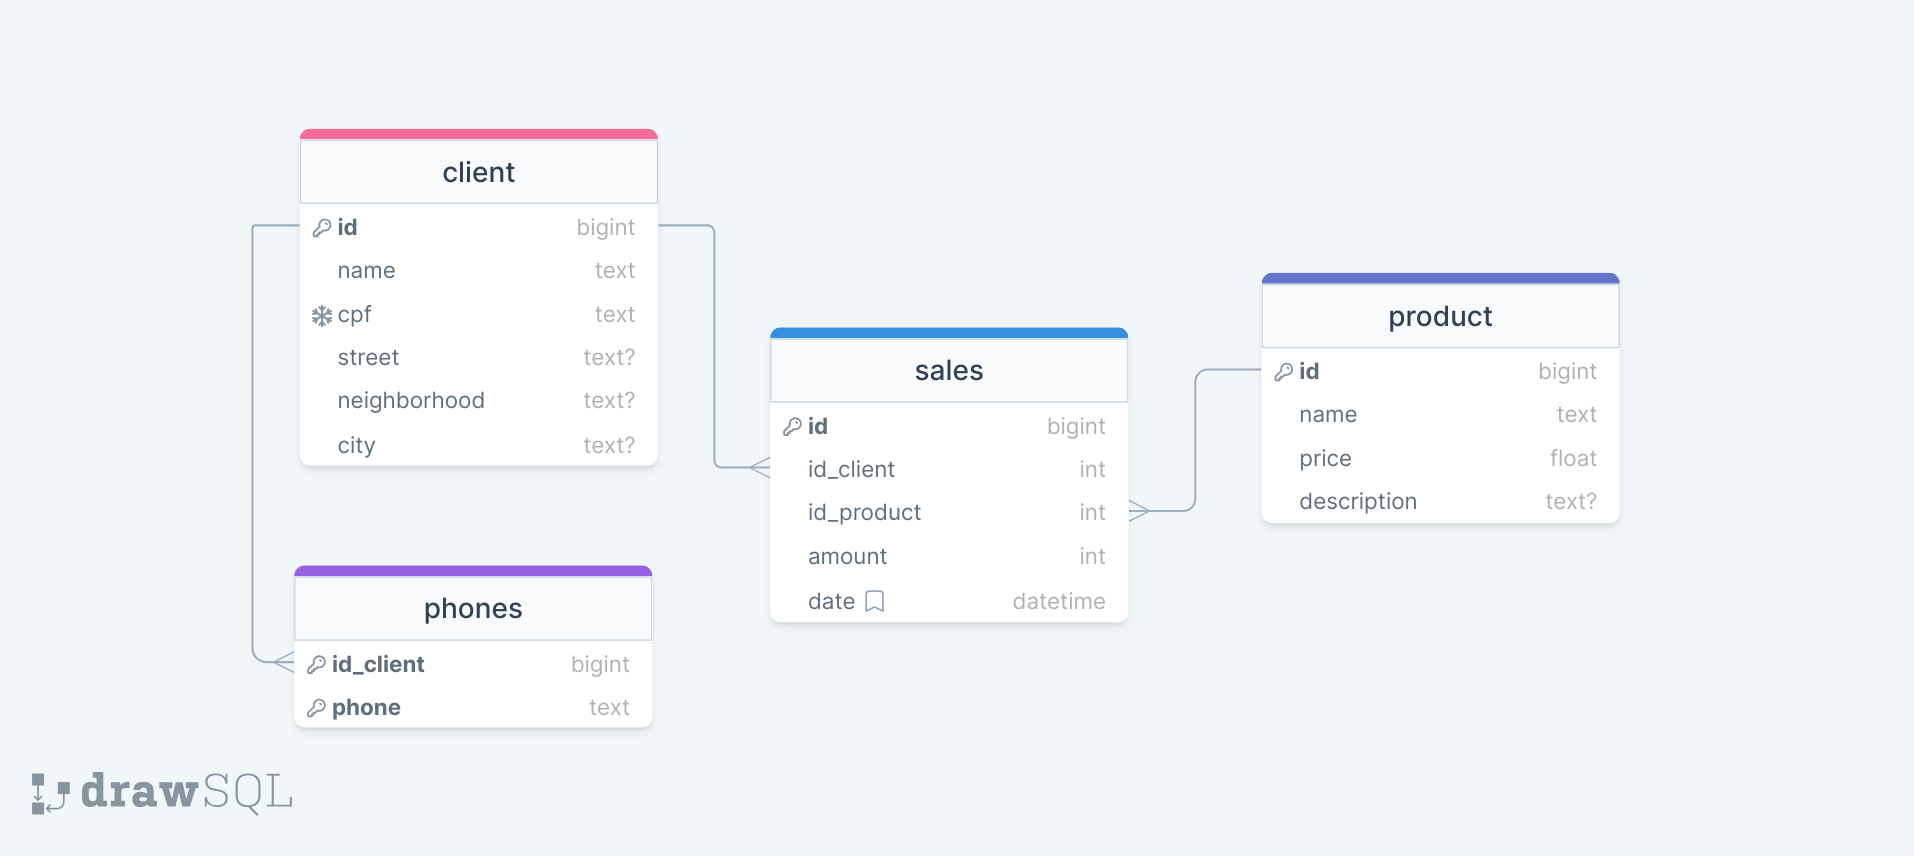 client
id bigint
name text
cpf text
street text?
neighborhood text?
city text?
phones
id_client bigint
phone text
sales
id bigint
id_client int
id_product int
amount int
date datetime
product
id bigint
name text
price float
description text?
drawSQL